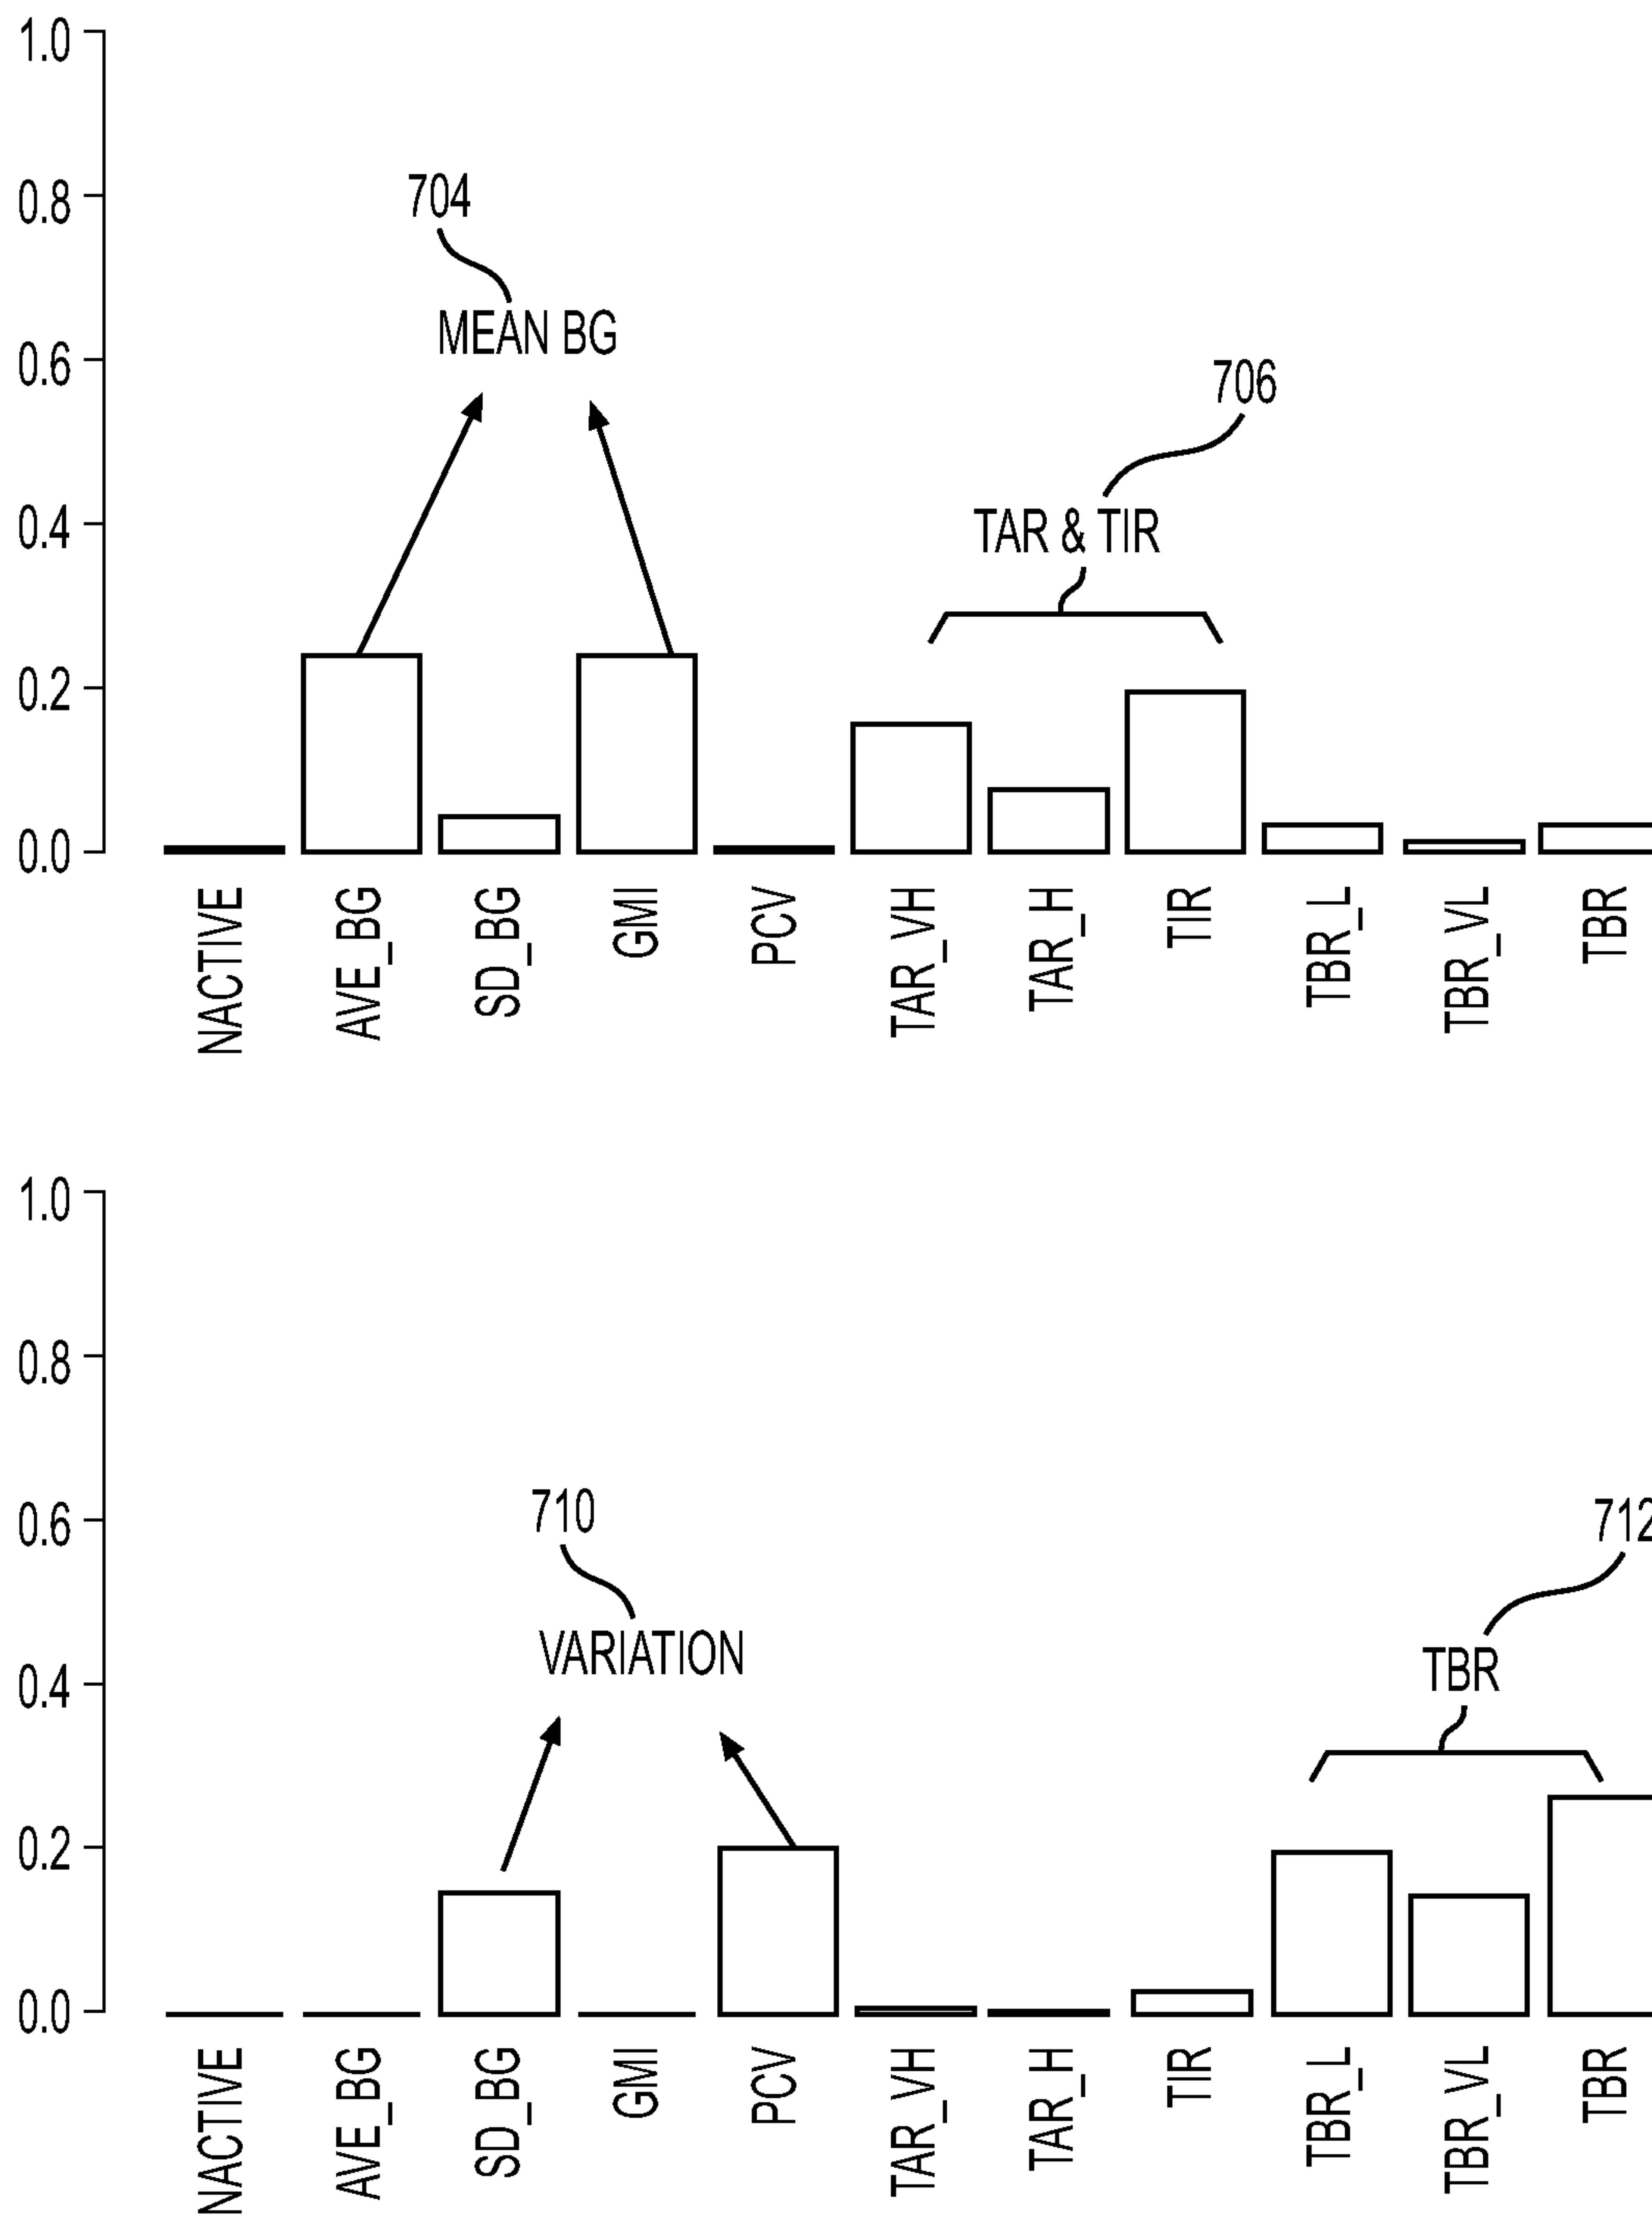 1.0
0.8
0.6
0.4
0.2
0.0
704
MEAN BG
706
TAR & TIR
NACTIVE
AVE_BG
SD_BG
GMI
PCV
TAR_VH
TAR_H
TIR
TBR_L
TBR_VL
TBR
1.0
0.8
0.6
0.4
0.2
0.0
710
VARIATION
712
TBR
NACTIVE
AVE_BG
SD_BG
GMI
PCV
TAR_VH
TAR_H
TIR
TBR_L
TBR_VL
TBR